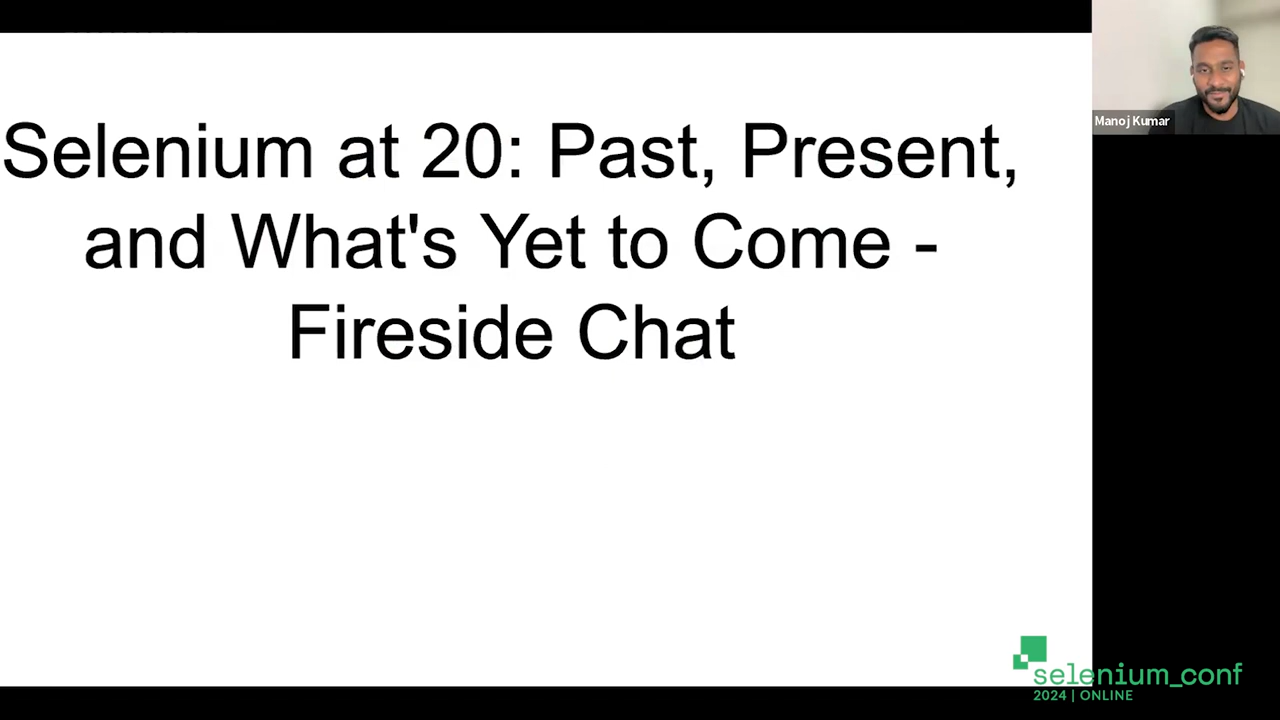 Selenium at 20: Past, Present,
and What's Yet to Come -
Fireside Chat
Manoj Kumar
selenium_conf
2024 | ONLINE